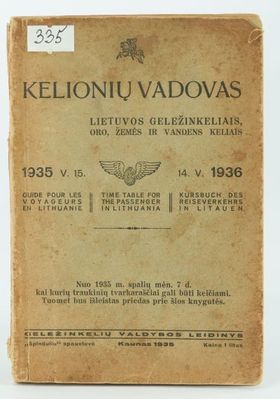 335
KELIONIŲ VADOVAS
LIETUVOS GELEŽINKELIAIS,
ORO, ŽEMĖS IR VANDENS KELIAIS
1935 V. 15. 14. V. 1936
GUIDE POUR LES
VOYAGEURS
EN LITHUANIE
TIME TABLE FOR
THE PASSENGER
IN LITHUANIA
KURSBUCH DES
REISEVERKEHRS
IN LITAUEN
Nuo 1935 m. spalių mėn. 7 d.
kai kurių traukinių tvarkaraščiai gali būti keičiami.
Tuomet bus išleistas priedas prie šios knygutės.
GELEŽINKELIŲ VALDYBOS LEIDINYS
„Spindulio" spaustuvė Kaunas 1935 Kaina 1 litas